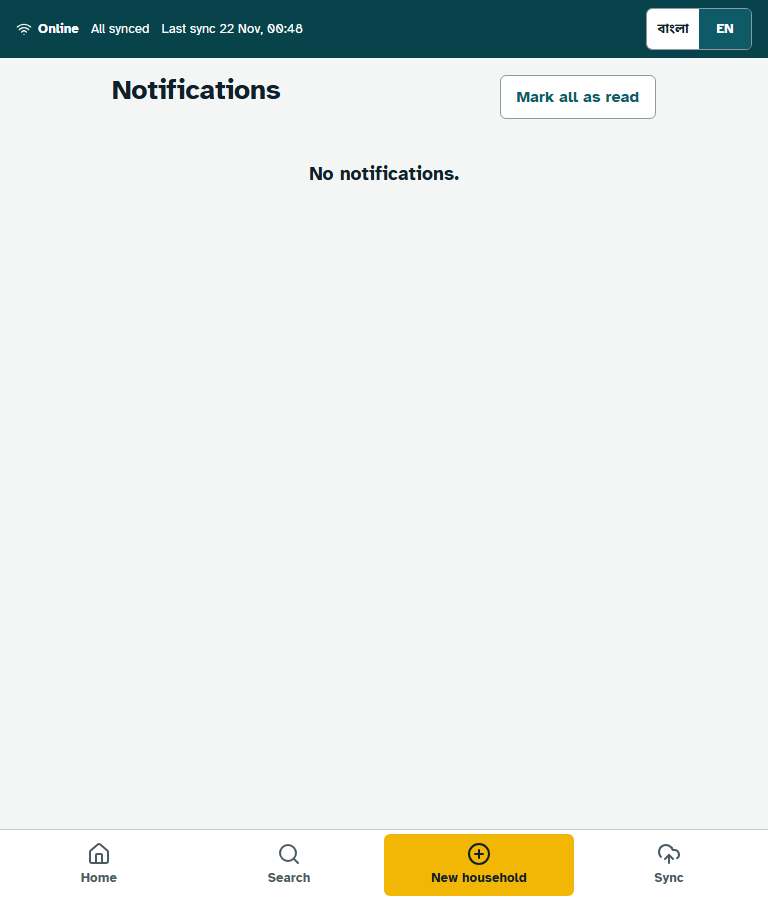 Online All synced Last sync 22 Nov, 00:48 বাংলা EN
Notifications Mark all as read
No notifications.
Home Search New household Sync